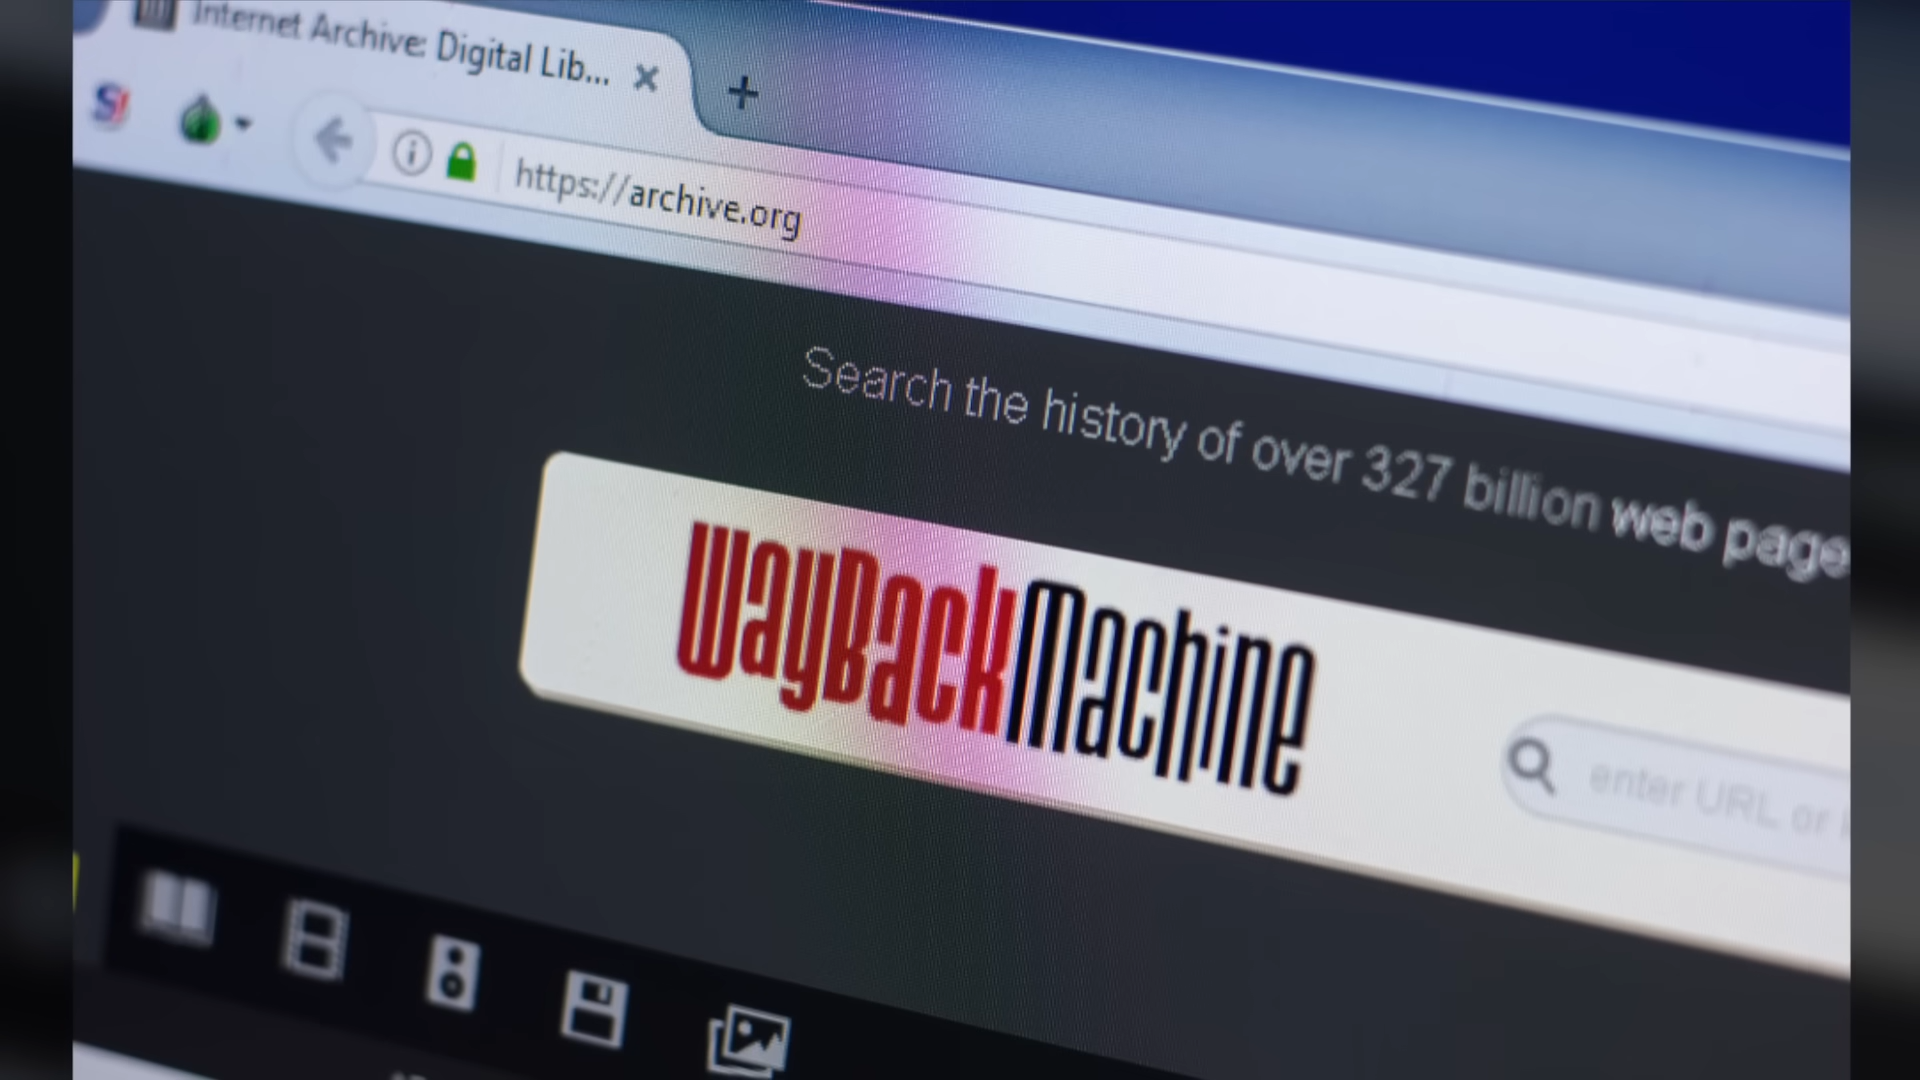 Internet Archive: Digital Lib...
https://archive.org
Search the history of over 327 billion web page
WayBackMachine
enter URL or